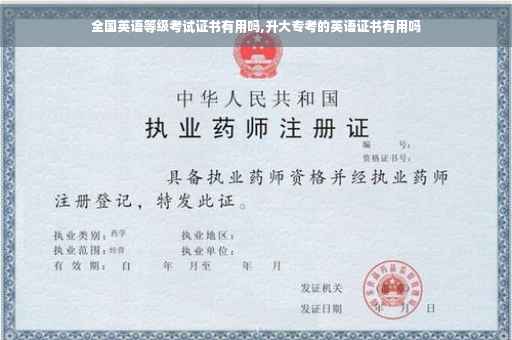 全国英语等级考试证书有用吗,升大专考的英语证书有用吗
中华人民共和国
执业药师注册证
编 号:
资格证书号:
具备执业药师资格并经执业药师
注册登记，特发此证。
执业类别: 药学 执业地区:
执业范围: 经营 执业单位:
有效期: 自 年 月至 年 月
发证机关
发证日期 年 月 日